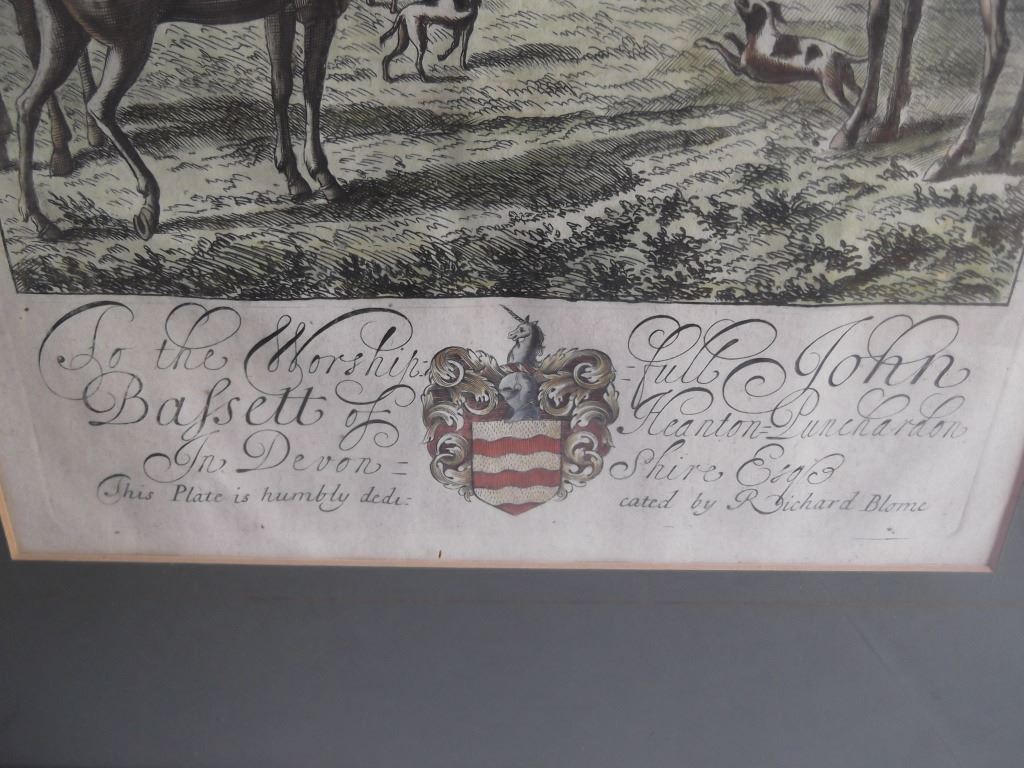 To the Worship:-full John
Baſsett of Heanton=Punchardon
In Devon=Shire Esqꝫ
This Plate is humbly dedi:cated by Richard Blome